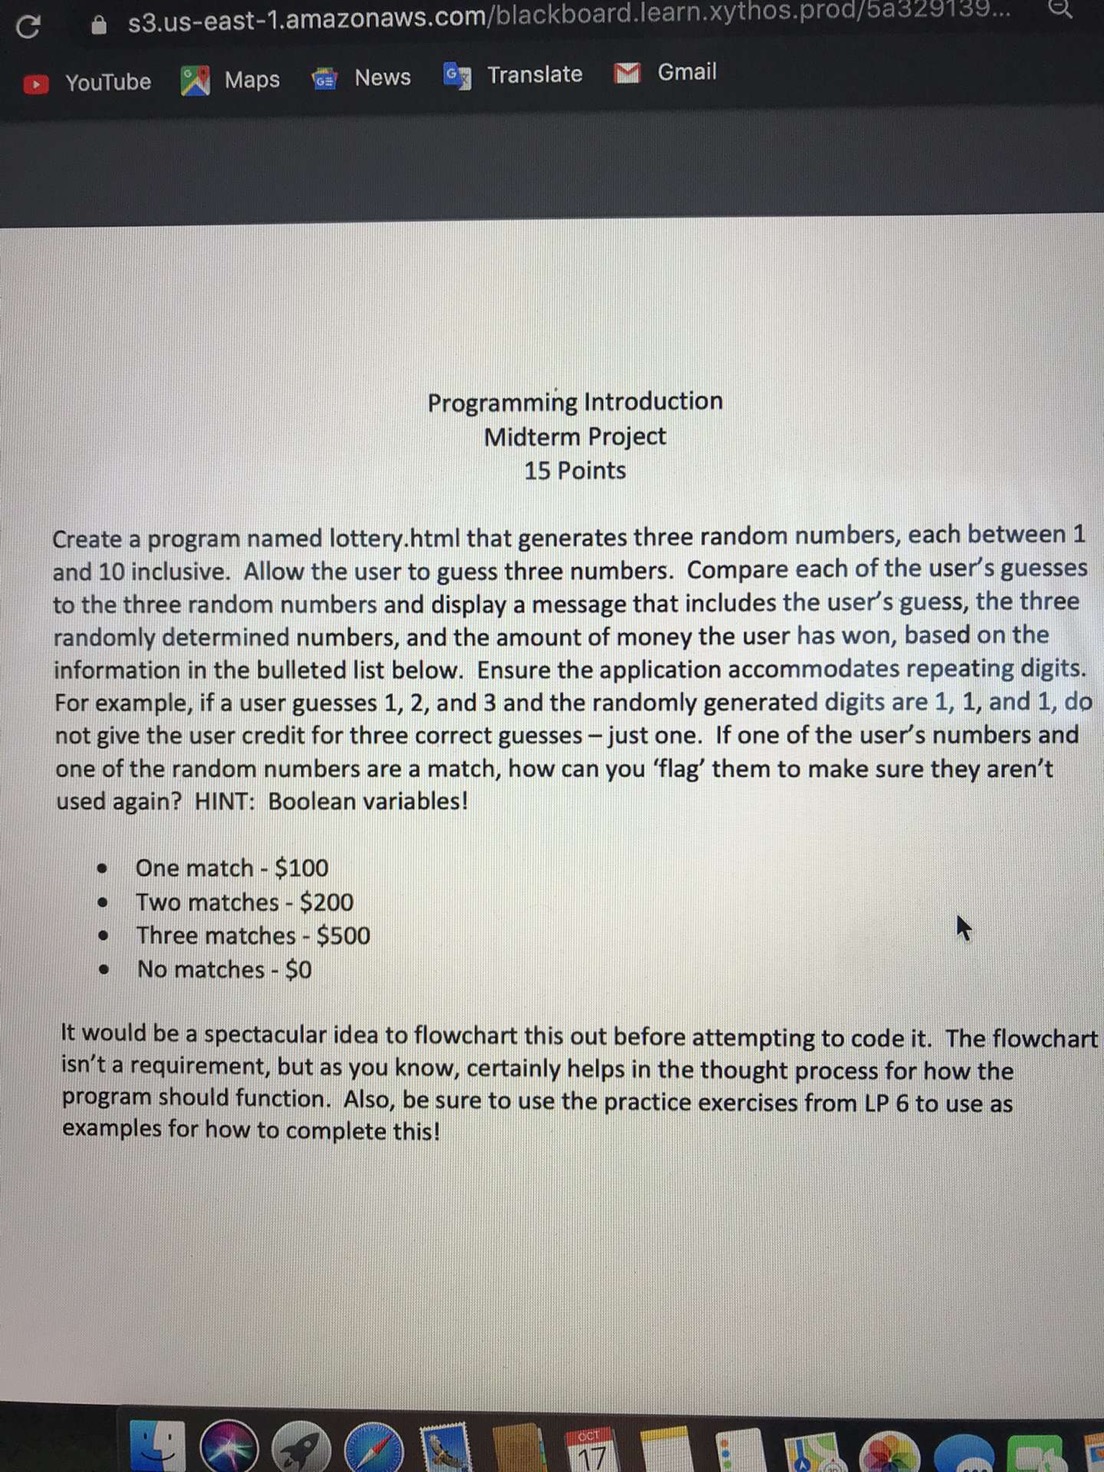 s3.us-east-1.amazonaws.com/blackboard.learn.xythos.prod/5a329139...
YouTube Maps GE News G Translate Gmail
Programming Introduction
Midterm Project
15 Points
Create a program named lottery.html that generates three random numbers, each between 1
and 10 inclusive. Allow the user to guess three numbers. Compare each of the user's guesses
to the three random numbers and display a message that includes the user's guess, the three
randomly determined numbers, and the amount of money the user has won, based on the
information in the bulleted list below. Ensure the application accommodates repeating digits.
For example, if a user guesses 1, 2, and 3 and the randomly generated digits are 1, 1, and 1, do
not give the user credit for three correct guesses – just one. If one of the user's numbers and
one of the random numbers are a match, how can you 'flag' them to make sure they aren't
used again? HINT: Boolean variables!
• One match - $100
• Two matches - $200
• Three matches - $500
• No matches - $0
It would be a spectacular idea to flowchart this out before attempting to code it. The flowchart
isn't a requirement, but as you know, certainly helps in the thought process for how the
program should function. Also, be sure to use the practice exercises from LP 6 to use as
examples for how to complete this!
OCT
17